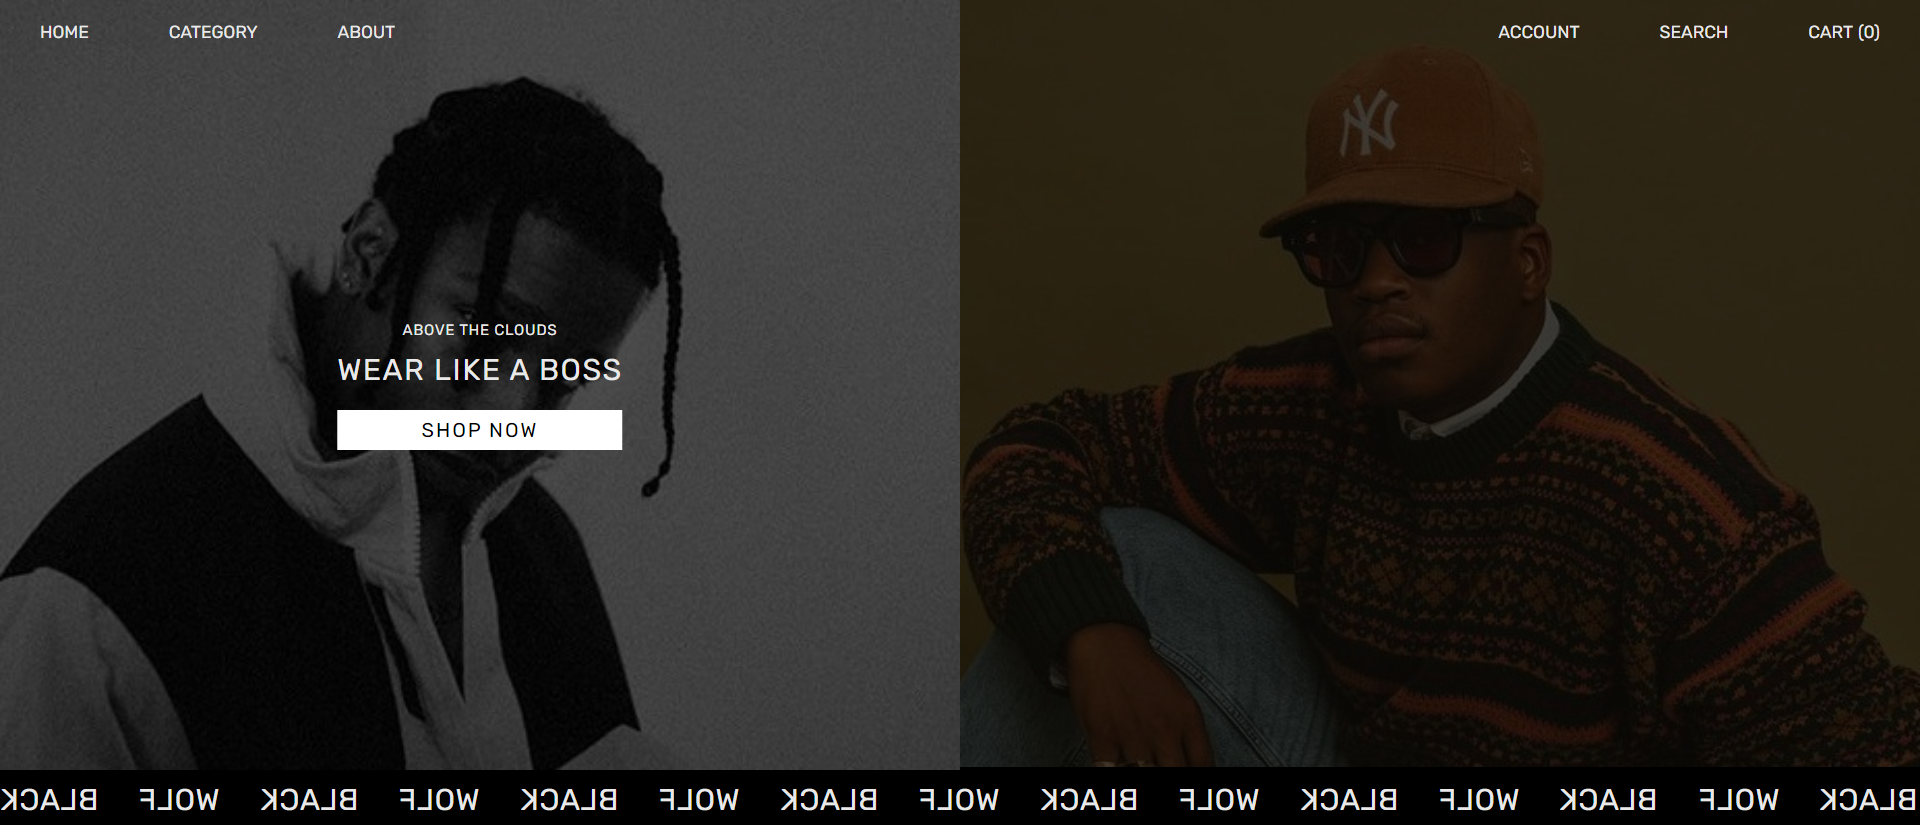 HOME CATEGORY ABOUT ACCOUNT SEARCH CART (0)
NY
ABOVE THE CLOUDS
WEAR LIKE A BOSS
SHOP NOW
BLACK WOLF BLACK WOLF BLACK WOLF BLACK WOLF BLACK WOLF BLACK WOLF BLACK WOLF BLACK